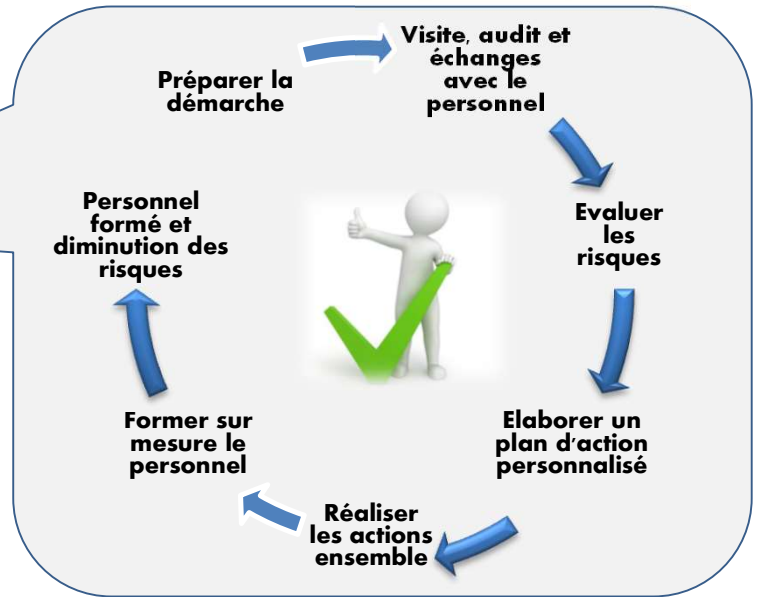 Préparer la
démarche
Visite, audit et
échanges
avec le
personnel
Evaluer
les
risques
Elaborer un
plan d'action
personnalisé
Réaliser
les actions
ensemble
Former sur
mesure le
personnel
Personnel
formé et
diminution des
risques